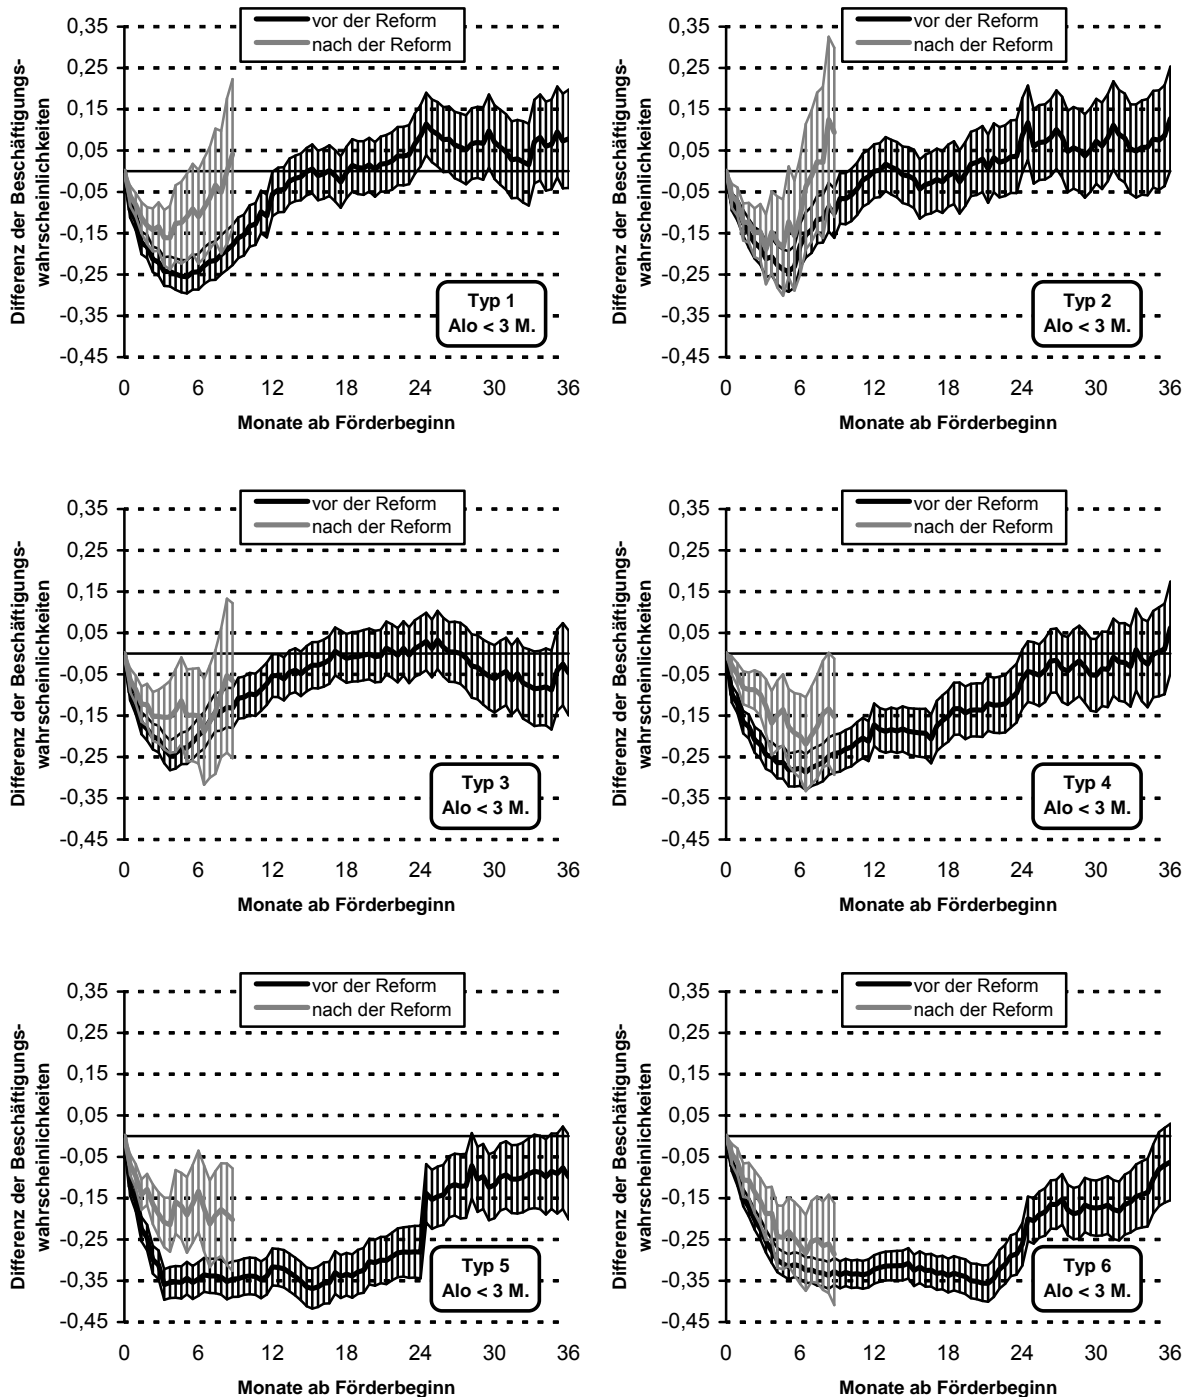 Differenz der Beschäftigungs-
wahrscheinlichkeiten
0,35
0,25
0,15
0,05
-0,05
-0,15
-0,25
-0,35
-0,45
vor der Reform
nach der Reform
Typ 1
Alo < 3 M.
0 6 12 18 24 30 36
Monate ab Förderbeginn
Differenz der Beschäftigungs-
wahrscheinlichkeiten
0,35
0,25
0,15
0,05
-0,05
-0,15
-0,25
-0,35
-0,45
vor der Reform
nach der Reform
Typ 2
Alo < 3 M.
0 6 12 18 24 30 36
Monate ab Förderbeginn
Differenz der Beschäftigungs-
wahrscheinlichkeiten
0,35
0,25
0,15
0,05
-0,05
-0,15
-0,25
-0,35
-0,45
vor der Reform
nach der Reform
Typ 3
Alo < 3 M.
0 6 12 18 24 30 36
Monate ab Förderbeginn
Differenz der Beschäftigungs-
wahrscheinlichkeiten
0,35
0,25
0,15
0,05
-0,05
-0,15
-0,25
-0,35
-0,45
vor der Reform
nach der Reform
Typ 4
Alo < 3 M.
0 6 12 18 24 30 36
Monate ab Förderbeginn
Differenz der Beschäftigungs-
wahrscheinlichkeiten
0,35
0,25
0,15
0,05
-0,05
-0,15
-0,25
-0,35
-0,45
vor der Reform
nach der Reform
Typ 5
Alo < 3 M.
0 6 12 18 24 30 36
Monate ab Förderbeginn
Differenz der Beschäftigungs-
wahrscheinlichkeiten
0,35
0,25
0,15
0,05
-0,05
-0,15
-0,25
-0,35
-0,45
vor der Reform
nach der Reform
Typ 6
Alo < 3 M.
0 6 12 18 24 30 36
Monate ab Förderbeginn